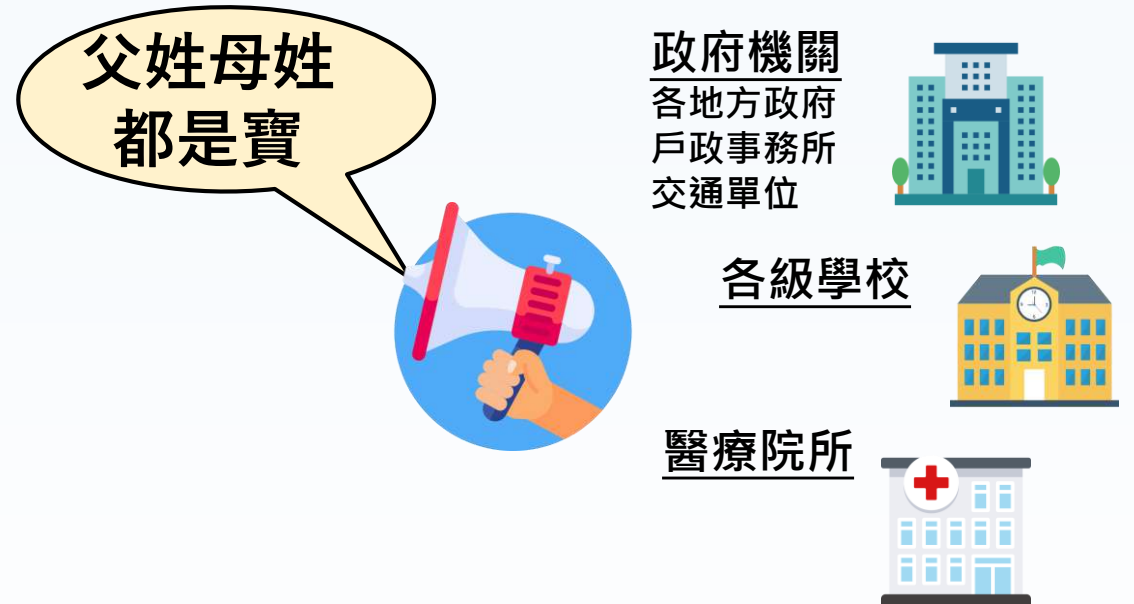 父姓母姓
都是寶
政府機關
各地方政府
戶政事務所
交通單位
各級學校
醫療院所